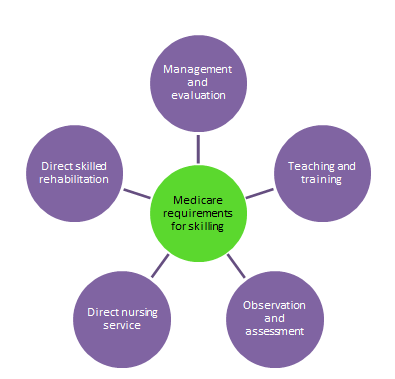 Management
and
evaluation
Direct skilled
rehabilitation
Teaching and
training
Medicare
requirements
for skilling
Direct nursing
service
Observation
and
assessment